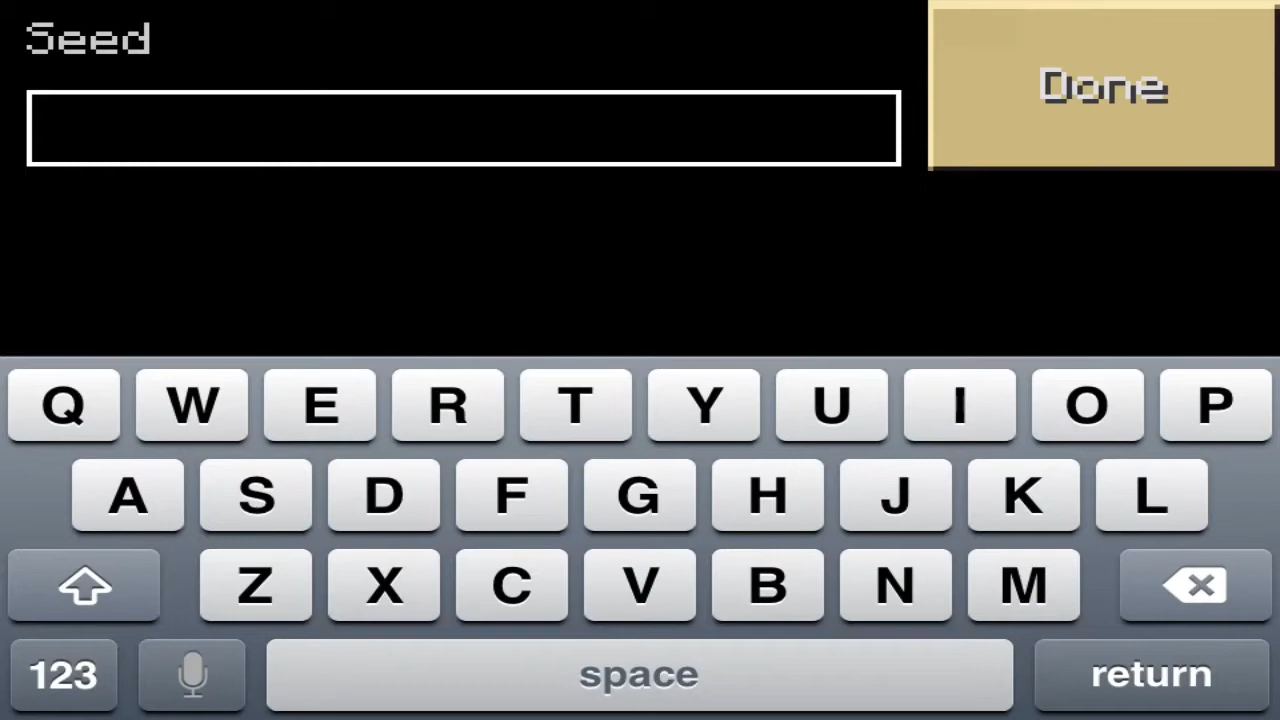 Seed
Done
Q W E R T Y U I O P
A S D F G H J K L
Z X C V B N M
123 space return